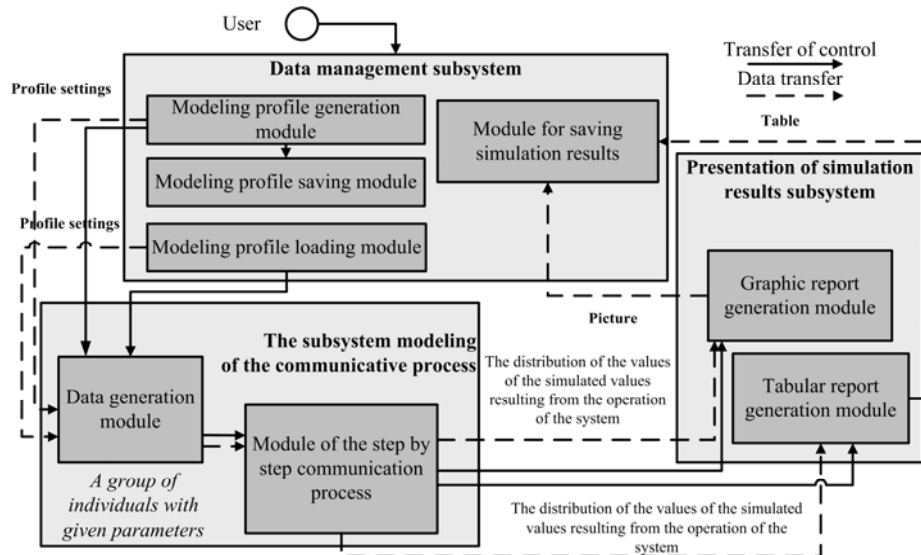 User
Transfer of control
Data transfer
Data management subsystem
Profile settings
Modeling profile generation
module
Module for saving
simulation results
Table
Modeling profile saving module
Presentation of simulation
results subsystem
Profile settings
Modeling profile loading module
Graphic report
generation module
Picture
The subsystem modeling
of the communicative process
The distribution of the values
of the simulated values
resulting from the operation
of the system
Data generation
module
Tabular report
generation module
Module of the step by
step communication
process
A group of
individuals with
given parameters
The distribution of the values of the simulated
values resulting from the operation of the
system